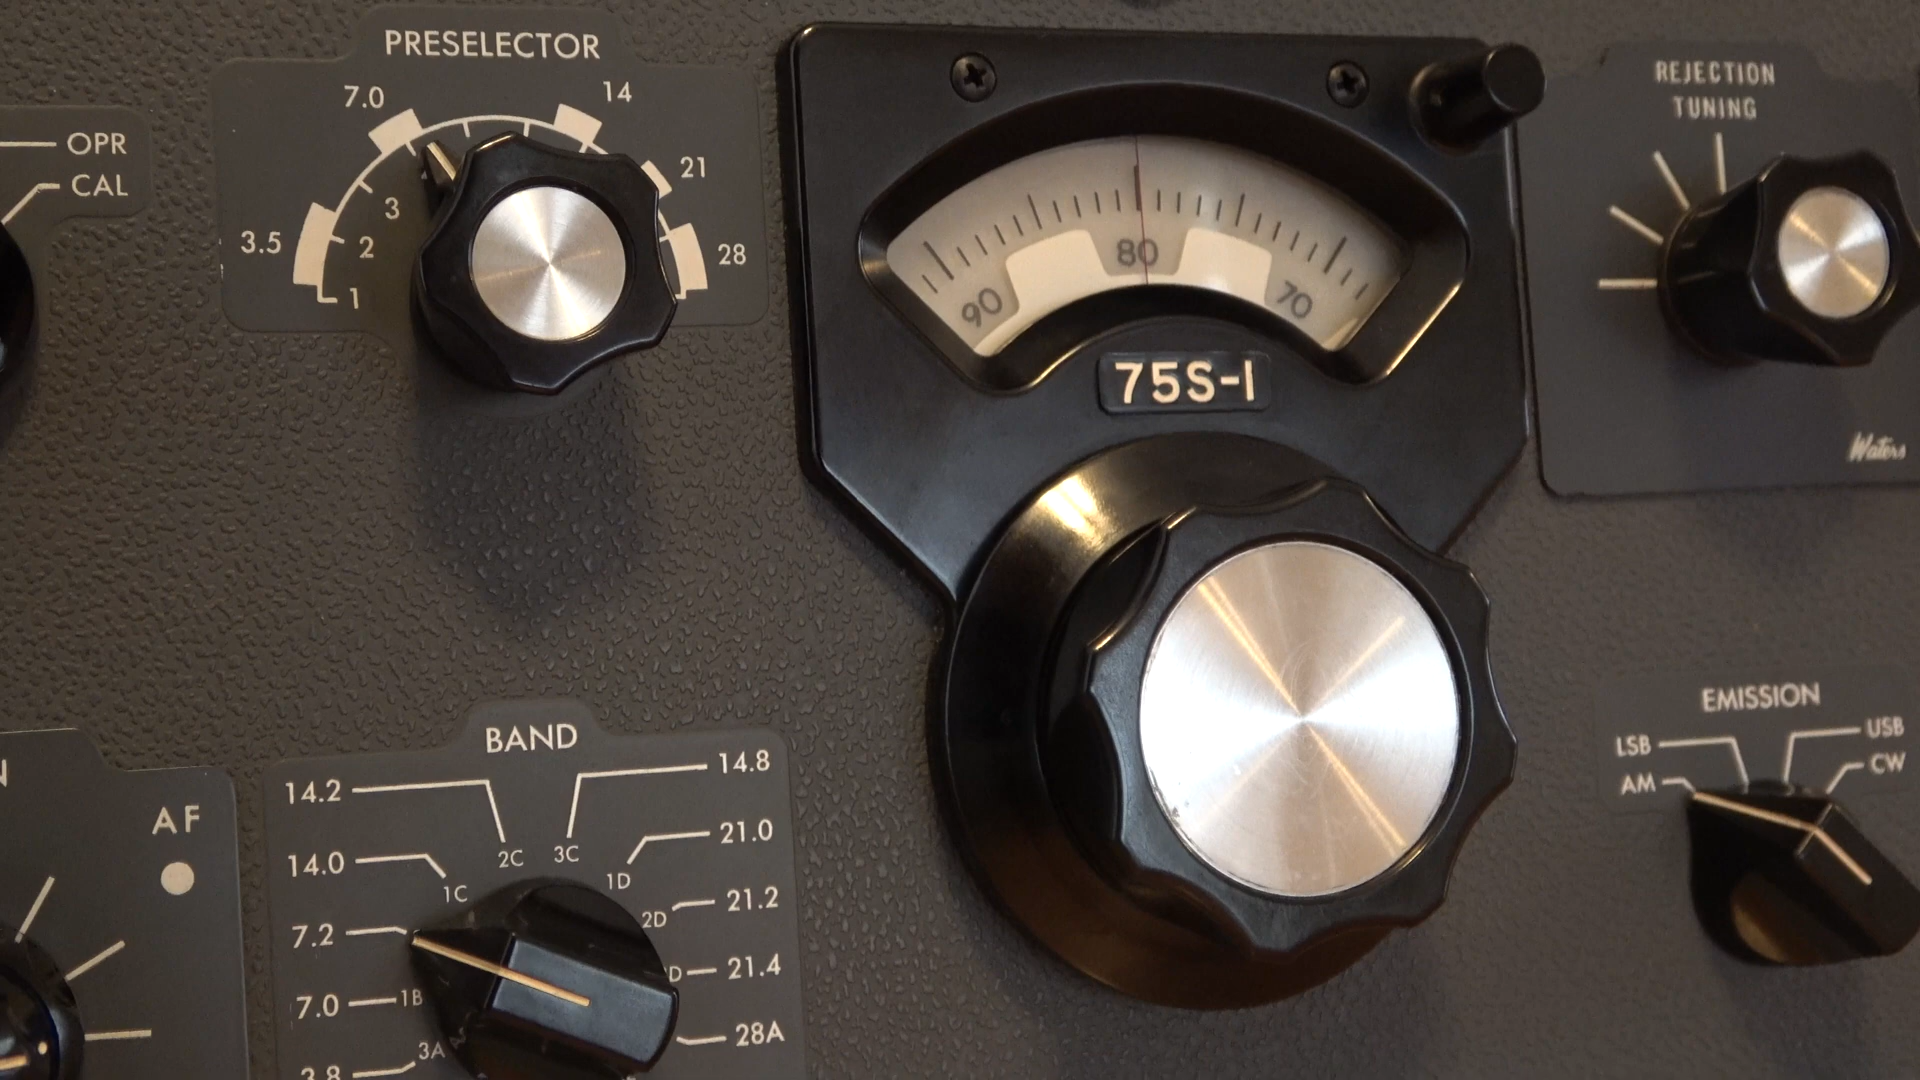 PRESELECTOR
7.0
14
21
28
3.5
3
2
1
OPR
CAL
90
80
70
75S-1
REJECTION
TUNING
Waters
EMISSION
LSB
USB
AM
CW
AF
BAND
14.2
14.8
14.0
21.0
7.2
21.2
7.0
21.4
3.8
28A
2C
3C
1C
1D
2D
D
1B
3A